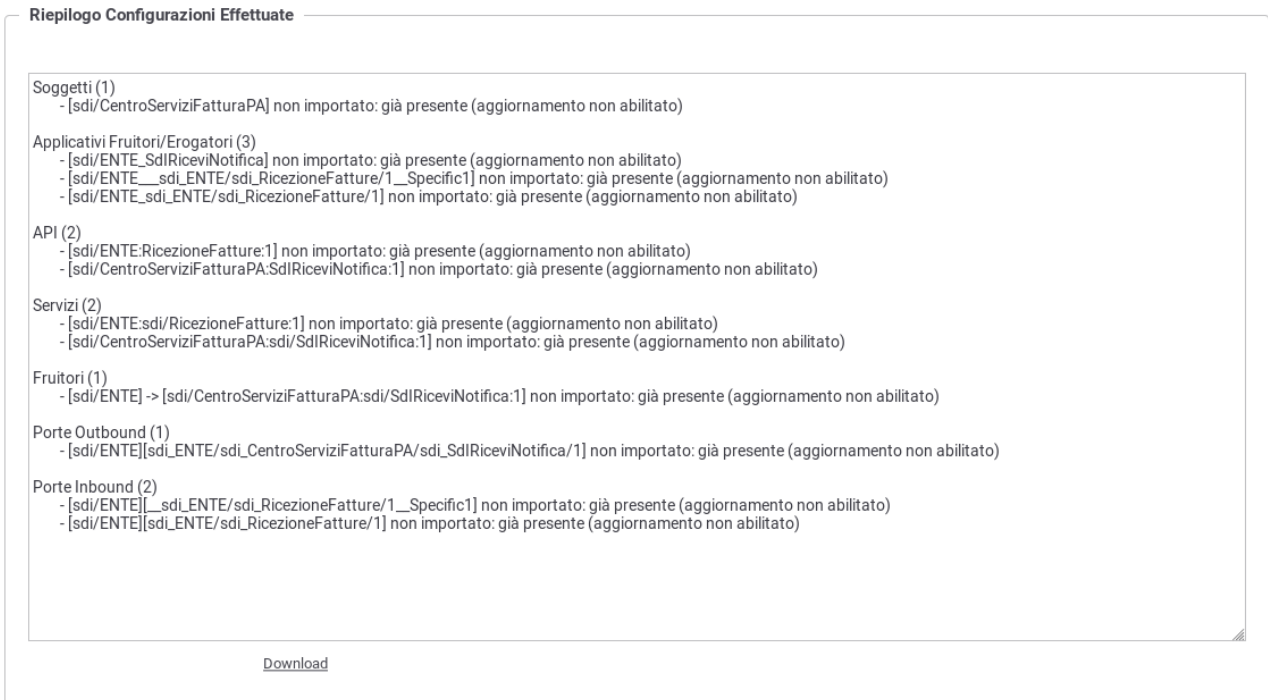 Riepilogo Configurazioni Effettuate
Soggetti (1)
- [sdi/CentroServiziFatturaPA] non importato: già presente (aggiornamento non abilitato)
Applicativi Fruitori/Erogatori (3)
- [sdi/ENTE_SdIRiceviNotifica] non importato: già presente (aggiornamento non abilitato)
- [sdi/ENTE___sdi_ENTE/sdi_RicezioneFatture/1__Specific1] non importato: già presente (aggiornamento non abilitato)
- [sdi/ENTE_sdi_ENTE/sdi_RicezioneFatture/1] non importato: già presente (aggiornamento non abilitato)
API (2)
- [sdi/ENTE:RicezioneFatture:1] non importato: già presente (aggiornamento non abilitato)
- [sdi/CentroServiziFatturaPA:SdIRiceviNotifica:1] non importato: già presente (aggiornamento non abilitato)
Servizi (2)
- [sdi/ENTE:sdi/RicezioneFatture:1] non importato: già presente (aggiornamento non abilitato)
- [sdi/CentroServiziFatturaPA:sdi/SdIRiceviNotifica:1] non importato: già presente (aggiornamento non abilitato)
Fruitori (1)
- [sdi/ENTE] -> [sdi/CentroServiziFatturaPA:sdi/SdIRiceviNotifica:1] non importato: già presente (aggiornamento non abilitato)
Porte Outbound (1)
- [sdi/ENTE][sdi_ENTE/sdi_CentroServiziFatturaPA/sdi_SdIRiceviNotifica/1] non importato: già presente (aggiornamento non abilitato)
Porte Inbound (2)
- [sdi/ENTE][__sdi_ENTE/sdi_RicezioneFatture/1__Specific1] non importato: già presente (aggiornamento non abilitato)
- [sdi/ENTE][sdi_ENTE/sdi_RicezioneFatture/1] non importato: già presente (aggiornamento non abilitato)
Download